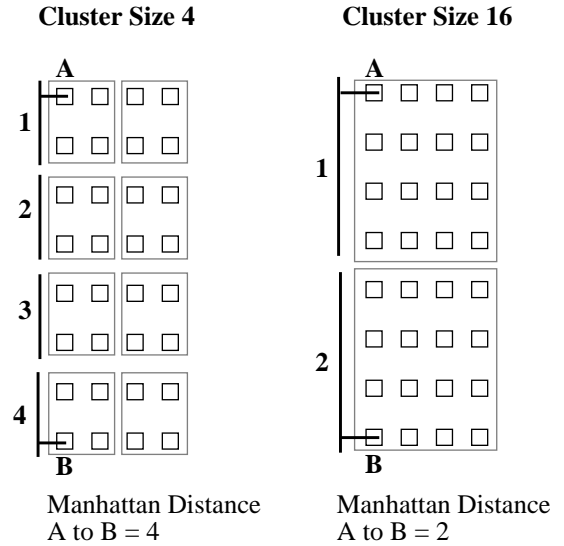 Cluster Size 4
Cluster Size 16
A
A
1
2
3
4
1
2
B
B
Manhattan Distance
A to B = 4
Manhattan Distance
A to B = 2